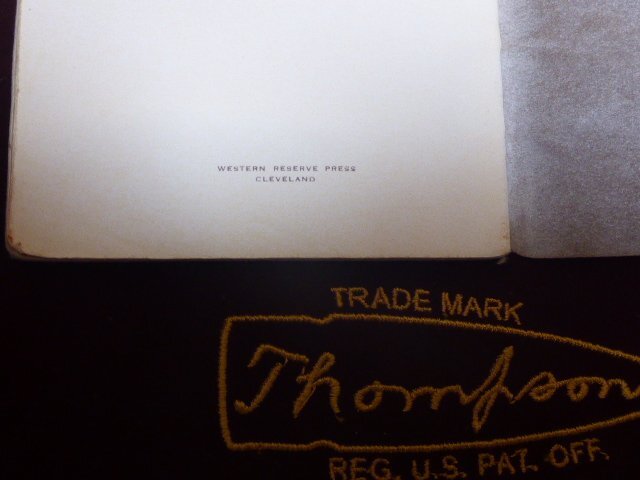 WESTERN RESERVE PRESS
CLEVELAND
TRADE MARK
Thompson
REG. U.S. PAT. OFF.